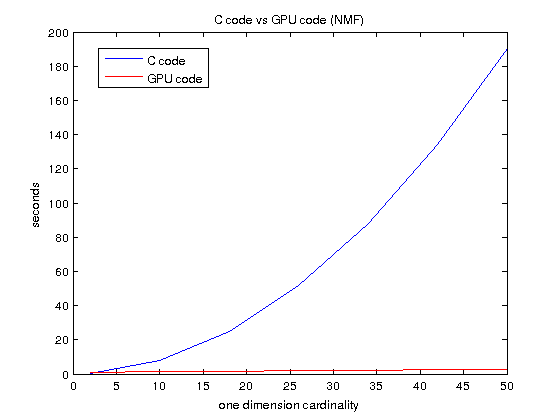 C code vs GPU code (NMF)
C code
GPU code
200
180
160
140
120
100
80
60
40
20
0
seconds
0 5 10 15 20 25 30 35 40 45 50
one dimension cardinality